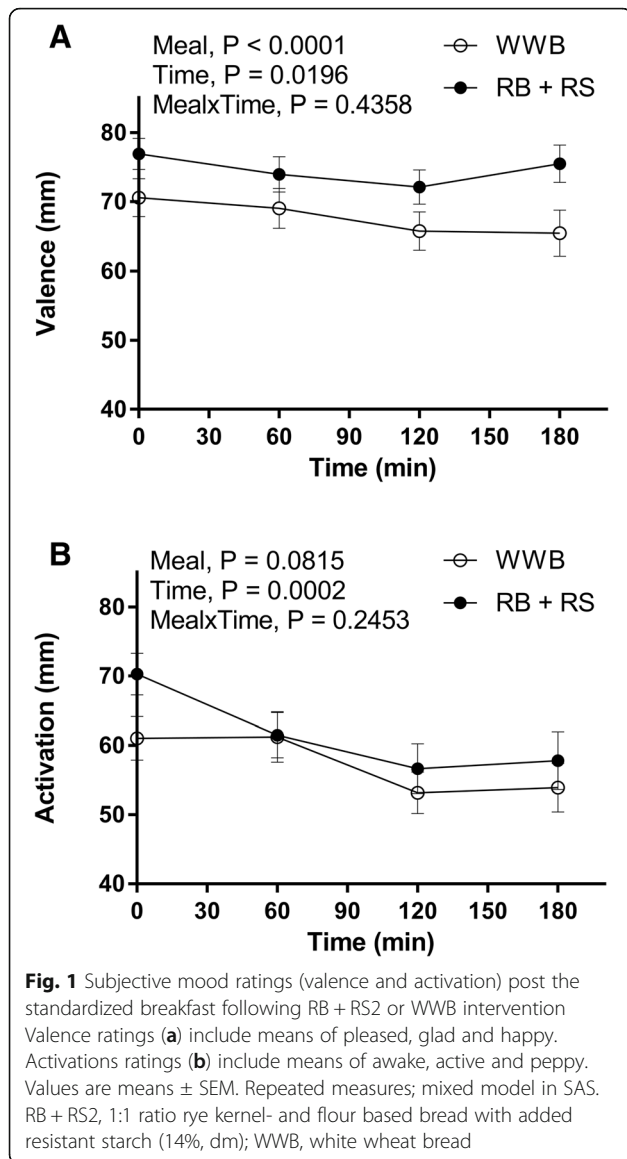 A
Meal, P < 0.0001
Time, P = 0.0196
MealxTime, P = 0.4358
WWB
RB + RS
80
70
60
50
40
Valence (mm)
0 30 60 90 120 150 180
Time (min)
B
Meal, P = 0.0815
Time, P = 0.0002
MealxTime, P = 0.2453
WWB
RB + RS
80
70
60
50
40
Activation (mm)
0 30 60 90 120 150 180
Time (min)
Fig. 1 Subjective mood ratings (valence and activation) post the
standardized breakfast following RB + RS2 or WWB intervention
Valence ratings (a) include means of pleased, glad and happy.
Activations ratings (b) include means of awake, active and peppy.
Values are means ± SEM. Repeated measures; mixed model in SAS.
RB + RS2, 1:1 ratio rye kernel- and flour based bread with added
resistant starch (14%, dm); WWB, white wheat bread